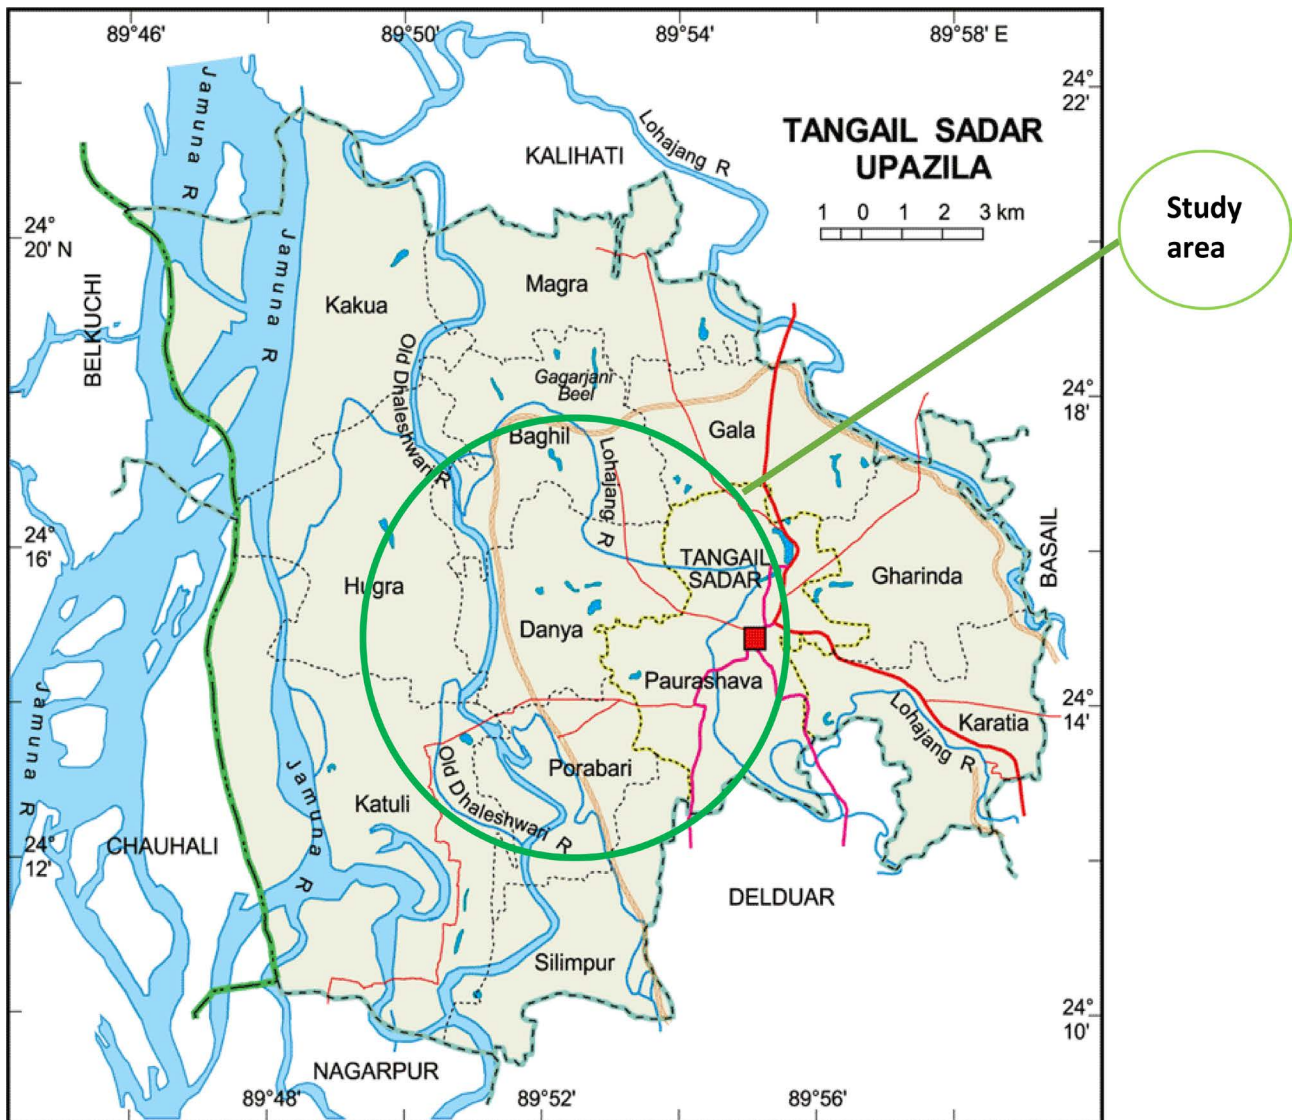 89°46'
89°50'
89°54'
89°58' E
24°
22'
TANGAIL SADAR
UPAZILA
1 0 1 2 3 km
Study
area
Jamuna R
Lohajang R
KALIHATI
24°
20' N
Jamuna R
BELKUCHI
Kakua
Magra
Old Dhaleshwari R
Gagarjani
Beel
24°
18'
Baghil
Gala
Lohajang R
24°
16'
TANGAIL
SADAR
Gharinda
BASAIL
Hugra
Danya
Paurashava
24°
14'
Jamuna R
Lohajang R
Karatia
Old Dhaleshwari R
Porabari
Jamuna R
Katuli
CHAUHALI
24°
12'
DELDUAR
Silimpur
24°
10'
NAGARPUR
89°48'
89°52'
89°56'